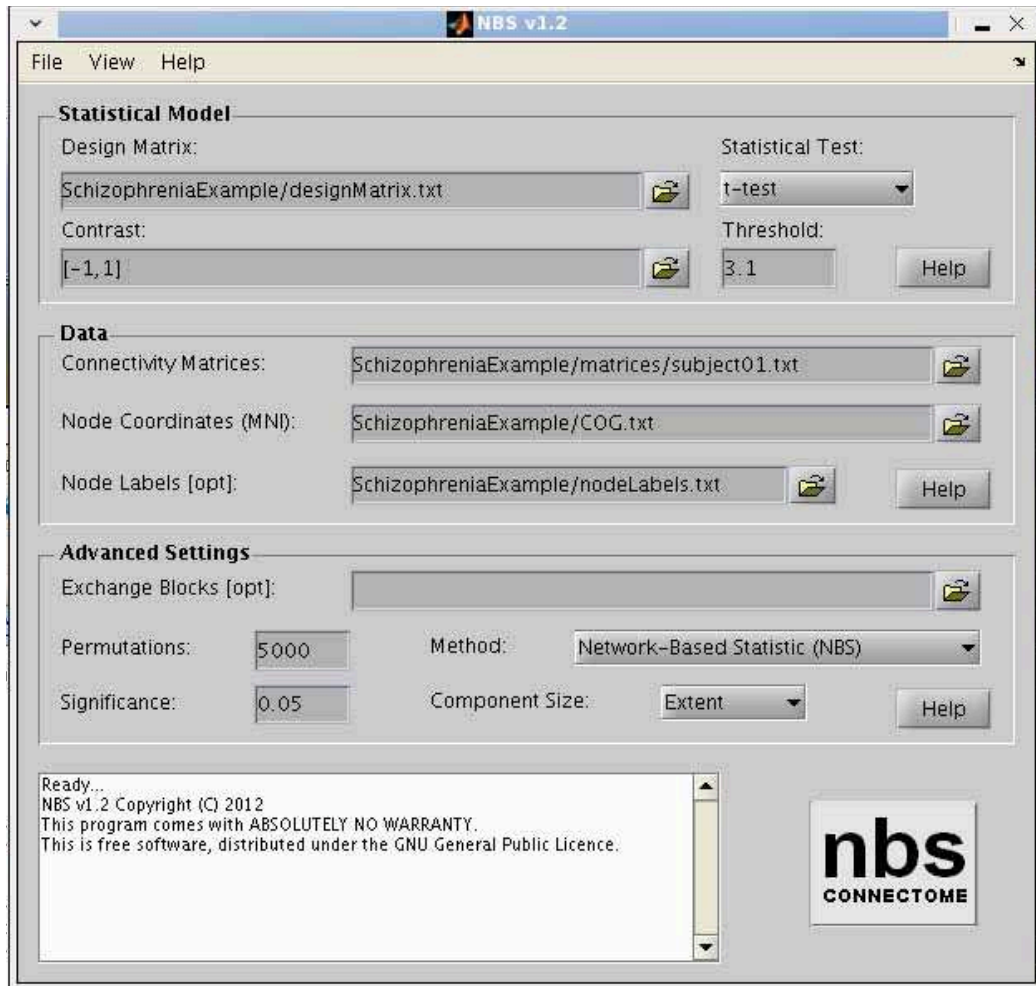 NBS v1.2
File View Help
Statistical Model
Design Matrix:
Statistical Test:
SchizophreniaExample/designMatrix.txt
t-test
Contrast:
Threshold:
[-1,1]
3.1
Help
Data
Connectivity Matrices:
SchizophreniaExample/matrices/subject01.txt
Node Coordinates (MNI):
SchizophreniaExample/COG.txt
Node Labels [opt]:
SchizophreniaExample/nodeLabels.txt
Help
Advanced Settings
Exchange Blocks [opt]:
Permutations:
5000
Method:
Network-Based Statistic (NBS)
Significance:
0.05
Component Size:
Extent
Help
Ready...
NBS v1.2 Copyright (C) 2012
This program comes with ABSOLUTELY NO WARRANTY.
This is free software, distributed under the GNU General Public Licence.
nbs
CONNECTOME